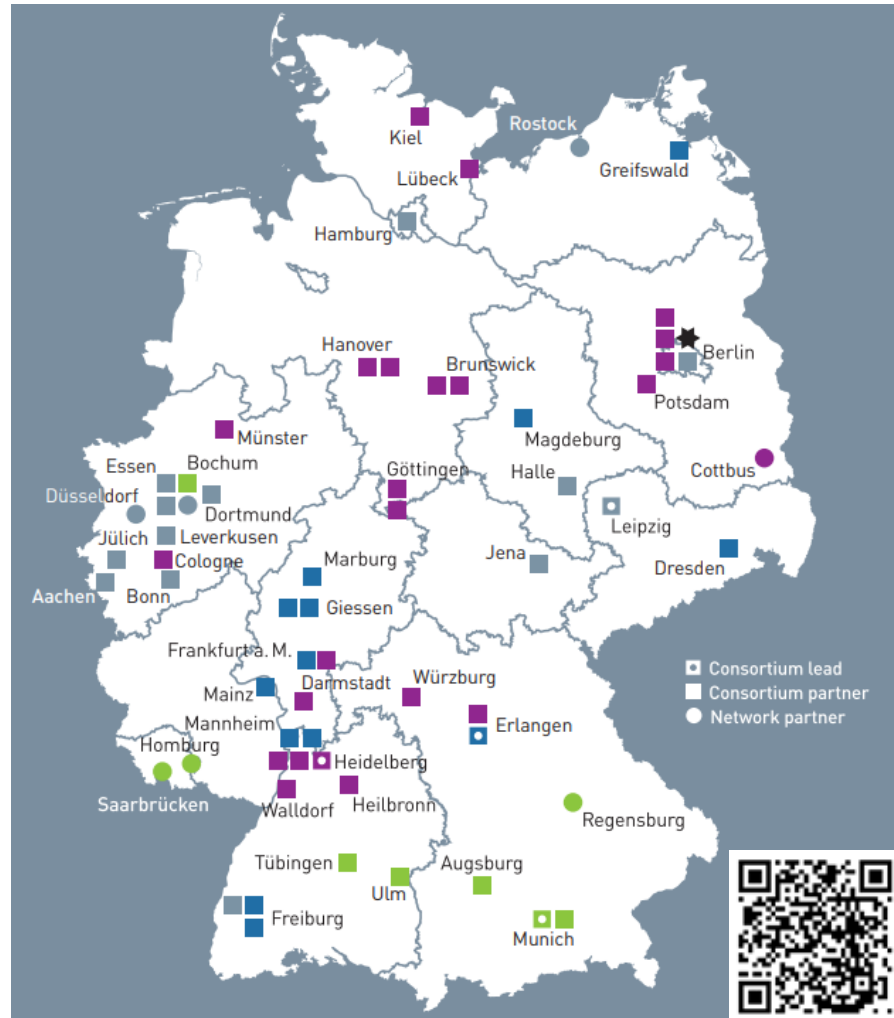 Kiel
Rostock
Lübeck
Greifswald
Hamburg
Hanover
Brunswick
Berlin
Potsdam
Münster
Magdeburg
Cottbus
Essen
Bochum
Göttingen
Halle
Düsseldorf
Dortmund
Leipzig
Jülich
Leverkusen
Cologne
Marburg
Jena
Dresden
Aachen
Bonn
Giessen
Frankfurt a. M.
Darmstadt
Würzburg
Consortium lead
Consortium partner
Network partner
Mainz
Mannheim
Erlangen
Homburg
Heidelberg
Saarbrücken
Walldorf
Heilbronn
Regensburg
Tübingen
Augsburg
Ulm
Freiburg
Munich